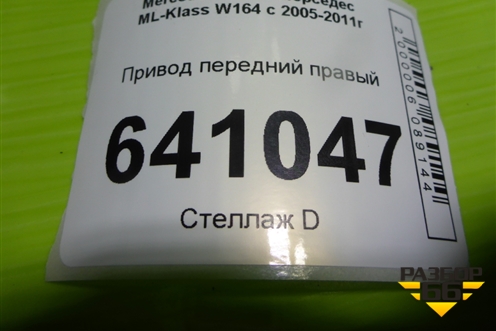 ML-Klass W164 с 2005-2011г
Привод передний правый
641047
Стеллаж D
2000006089144
РАЗБОР
66